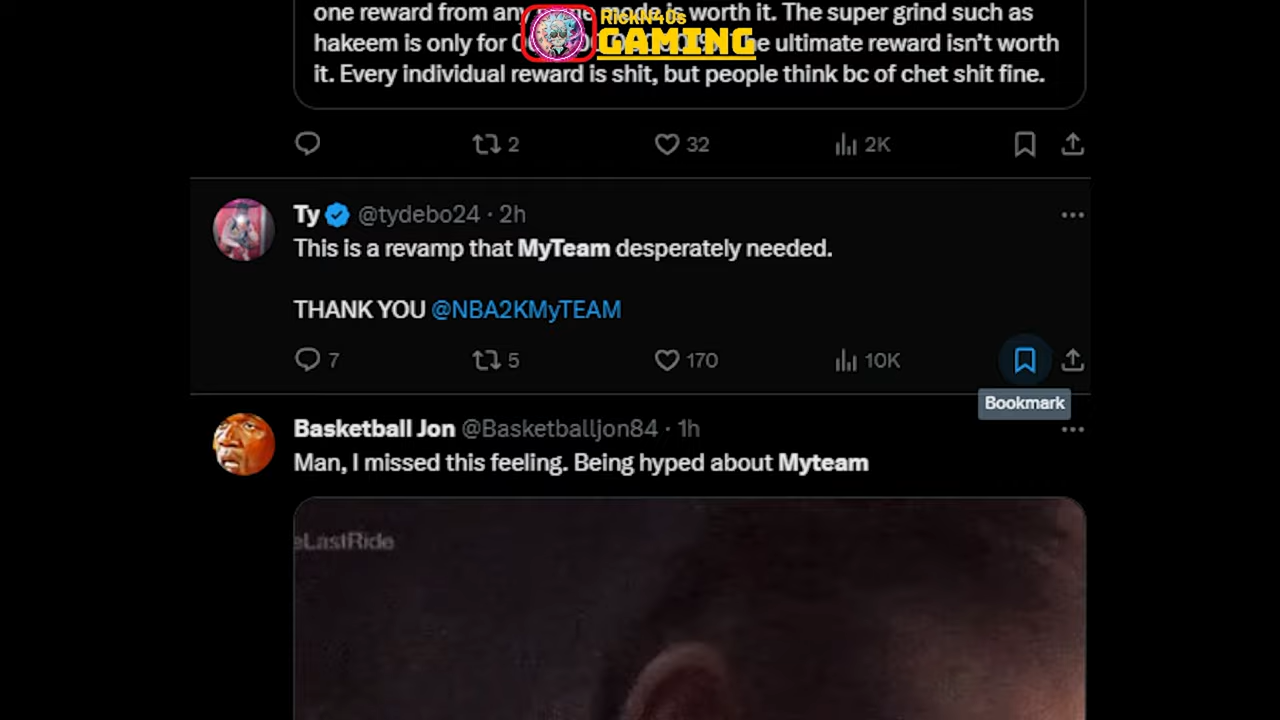 one reward from any mode is worth it. The super grind such as
RickN40s
GAMING
hakeem is only for ne ultimate reward isn’t worth
it. Every individual reward is shit, but people think bc of chet shit fine.
2 32 2K
Ty @tydebo24 · 2h
This is a revamp that MyTeam desperately needed.
THANK YOU @NBA2KMyTEAM
7 5 170 10K
Bookmark
Basketball Jon @Basketballjon84 · 1h
Man, I missed this feeling. Being hyped about Myteam
eLastRide